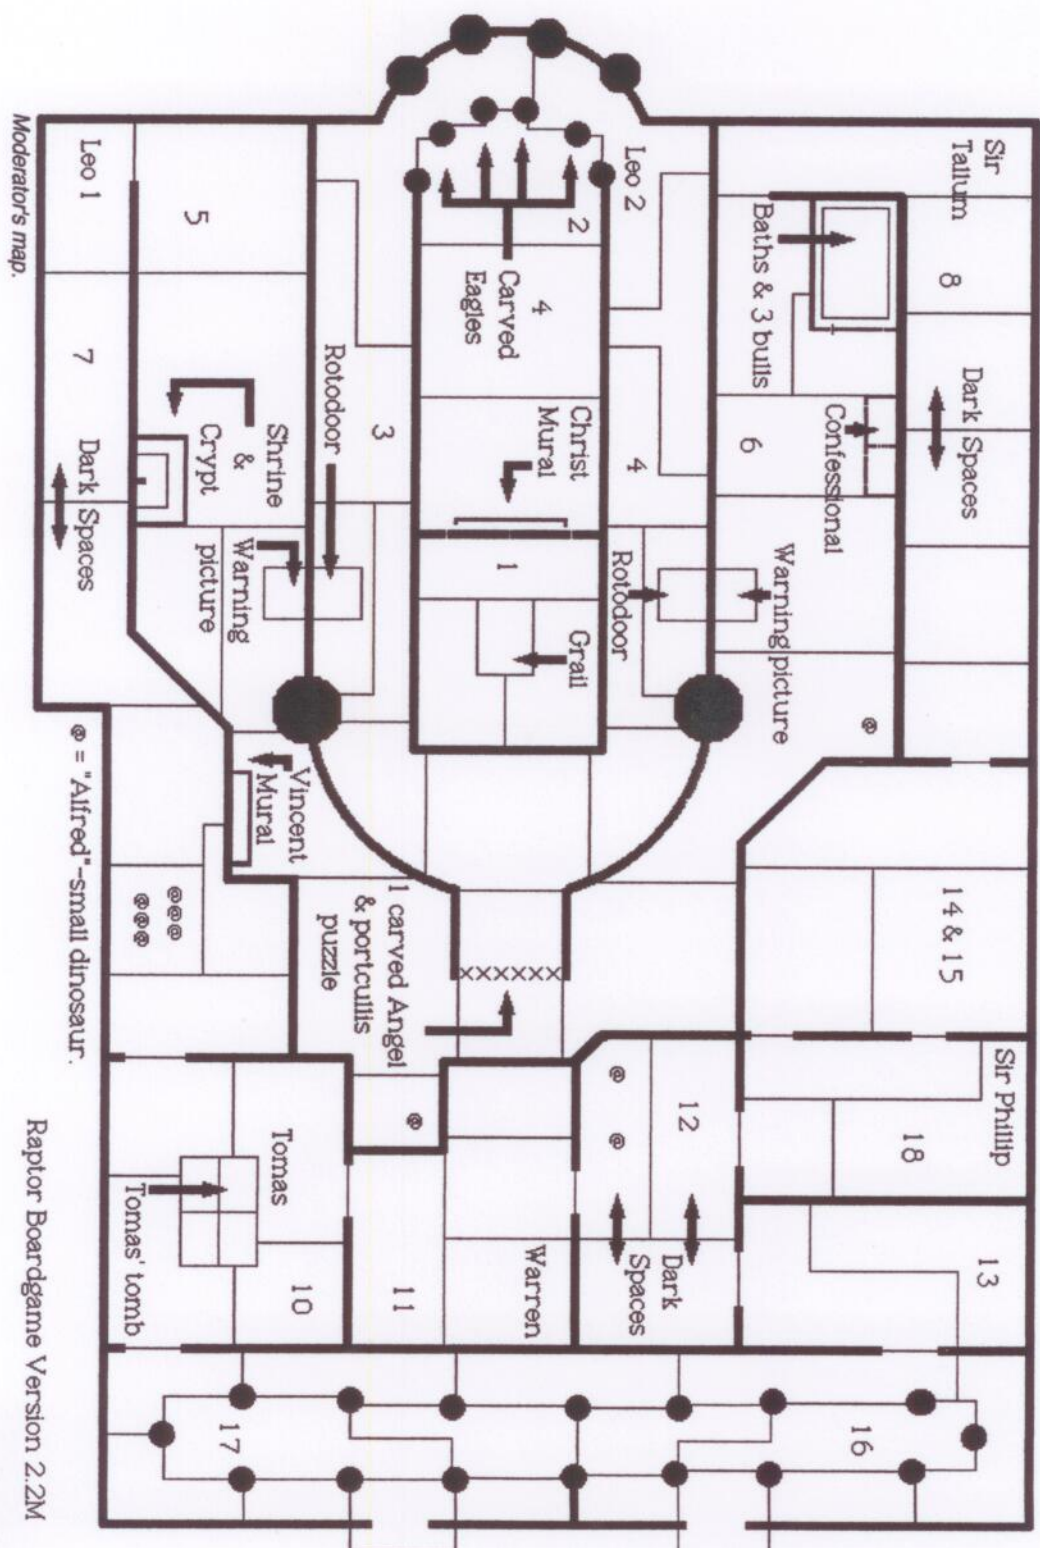 Sir
Tallum 8
Dark Spaces
14 & 15
Sir Phillip
18
13
@
16
Baths & 3 bulls
Confessional
6
Warning picture
12
@ @
Dark
Spaces
Leo 2
2
4
Rotodoor
Christ
Mural
4
Carved
Eagles
1
Grail
Warren
3
Rotodoor
1 carved Angel
& portcullis
puzzle
XXXXXX
@
11
5
Shrine
&
Crypt
Warning
picture
Vincent
Mural
Tomas
10
17
@@@
@@@
Tomas' tomb
Leo 1
7
Dark Spaces
@ = "Alfred"-small dinosaur.
Moderator's map.
Raptor Boardgame Version 2.2M